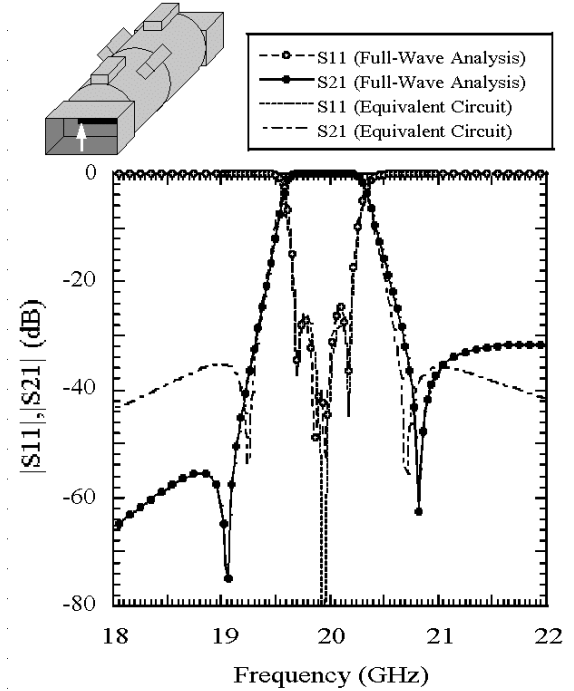 S11 (Full-Wave Analysis)
S21 (Full-Wave Analysis)
S11 (Equivalent Circuit)
S21 (Equivalent Circuit)
|S11|,|S21| (dB)
0
-20
-40
-60
-80
18
19
20
21
22
Frequency (GHz)